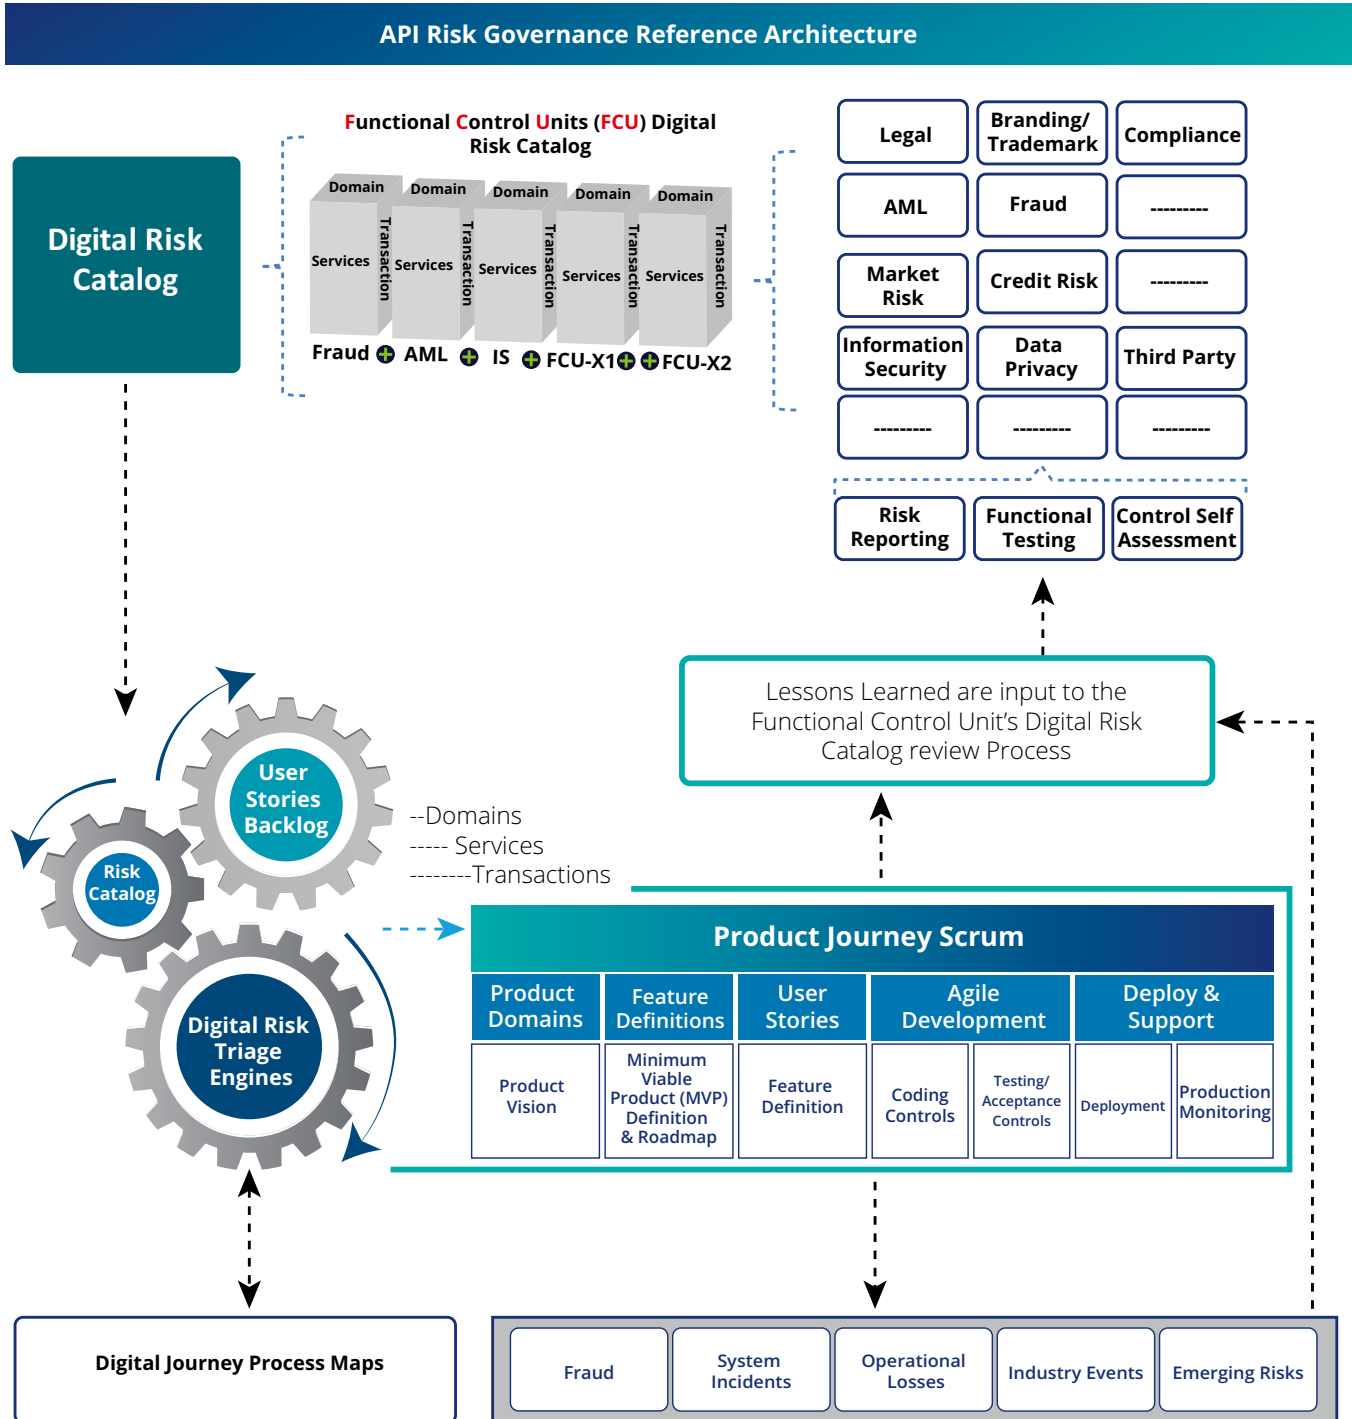 API Risk Governance Reference Architecture
Functional Control Units (FCU) Digital
Risk Catalog
Digital Risk
Catalog
Domain
Domain
Domain
Domain
Domain
Services
Transaction
Services
Transaction
Services
Transaction
Services
Transaction
Services
Transaction
Fraud + AML + IS + FCU-X1 + + FCU-X2
Legal
Branding/
Trademark
Compliance
AML
Fraud
---------
Market
Risk
Credit Risk
---------
Information
Security
Data
Privacy
Third Party
---------
---------
---------
Risk
Reporting
Functional
Testing
Control Self
Assessment
Lessons Learned are input to the
Functional Control Unit’s Digital Risk
Catalog review Process
User
Stories
Backlog
Risk
Catalog
Digital Risk
Triage
Engines
--Domains
----- Services
--------Transactions
Product Journey Scrum
Product
Domains
Feature
Definitions
User
Stories
Agile
Development
Deploy &
Support
Product
Vision
Minimum
Viable
Product (MVP)
Definition
& Roadmap
Feature
Definition
Coding
Controls
Testing/
Acceptance
Controls
Deployment
Production
Monitoring
Digital Journey Process Maps
Fraud
System
Incidents
Operational
Losses
Industry Events
Emerging Risks